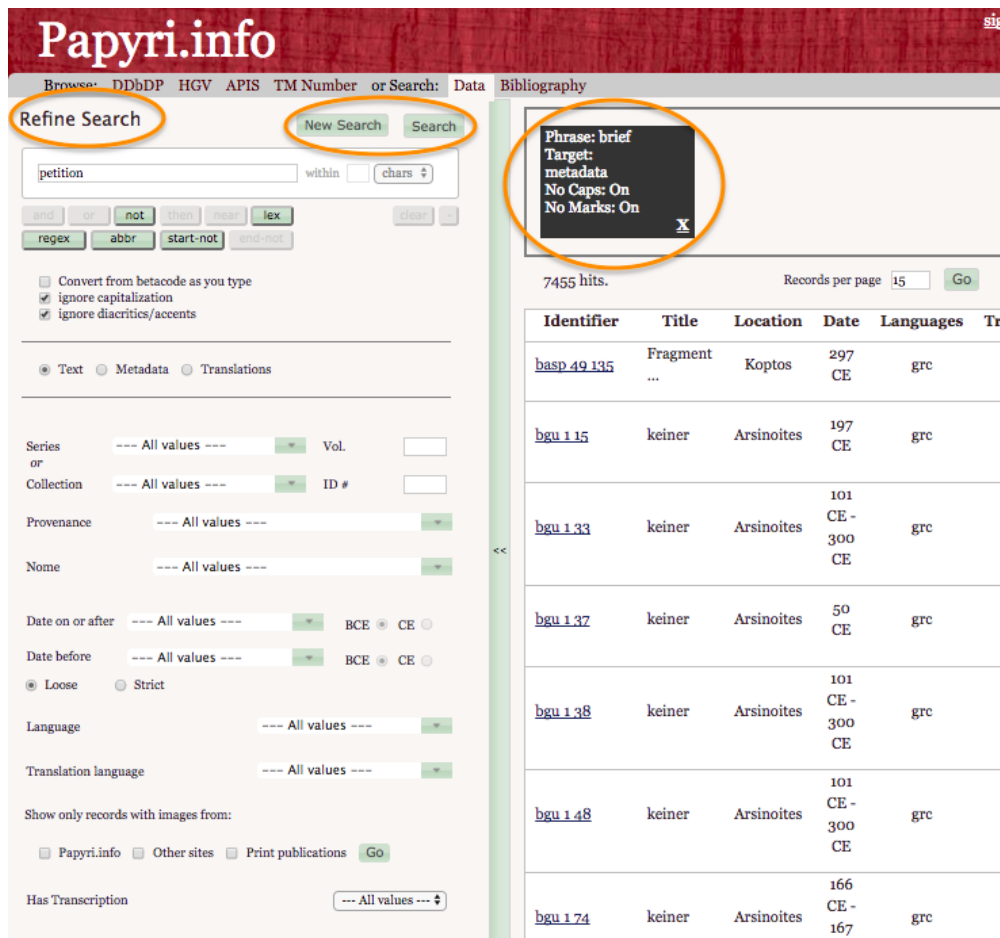 sig
Papyri.info
Browse: DDbDP HGV APIS TM Number or Search: Data Bibliography
Refine Search
New Search Search
petition within chars
and or not then near lex clear -
regex abbr start-not end-not
Convert from betacode as you type
ignore capitalization
ignore diacritics/accents
Text Metadata Translations
Series --- All values --- Vol.
or
Collection --- All values --- ID #
Provenance --- All values ---
Nome --- All values ---
Date on or after --- All values --- BCE CE
Date before --- All values --- BCE CE
Loose Strict
Language --- All values ---
Translation language --- All values ---
Show only records with images from:
Papyri.info Other sites Print publications Go
Has Transcription --- All values ---
<<
Phrase: brief
Target:
metadata
No Caps: On
No Marks: On
X
7455 hits. Records per page 15 Go
Identifier Title Location Date Languages Tr
basp 49 135 Fragment ... Koptos 297 CE grc
bgu 1 15 keiner Arsinoites 197 CE grc
bgu 1 33 keiner Arsinoites 101 CE - 300 CE grc
bgu 1 37 keiner Arsinoites 50 CE grc
bgu 1 38 keiner Arsinoites 101 CE - 300 CE grc
bgu 1 48 keiner Arsinoites 101 CE - 300 CE grc
bgu 1 74 keiner Arsinoites 166 CE - 167 grc